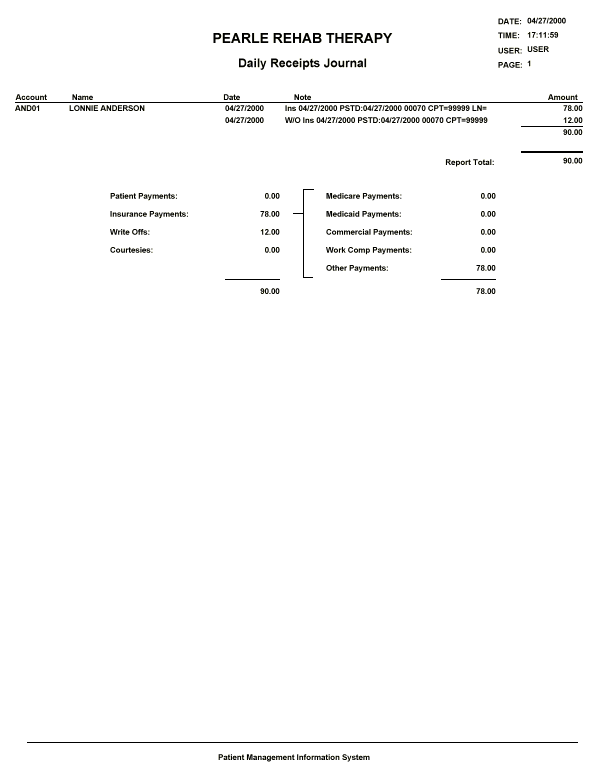 DATE: 04/27/2000
PEARLE REHAB THERAPY
TIME: 17:11:59
USER: USER
Daily Receipts Journal
PAGE: 1
Account Name Date Note Amount
AND01 LONNIE ANDERSON 04/27/2000 Ins 04/27/2000 PSTD:04/27/2000 00070 CPT=99999 LN= 78.00
04/27/2000 W/O Ins 04/27/2000 PSTD:04/27/2000 00070 CPT=99999 12.00
90.00
Report Total: 90.00
Patient Payments: 0.00 Medicare Payments: 0.00
Insurance Payments: 78.00 Medicaid Payments: 0.00
Write Offs: 12.00 Commercial Payments: 0.00
Courtesies: 0.00 Work Comp Payments: 0.00
Other Payments: 78.00
90.00 78.00
Patient Management Information System